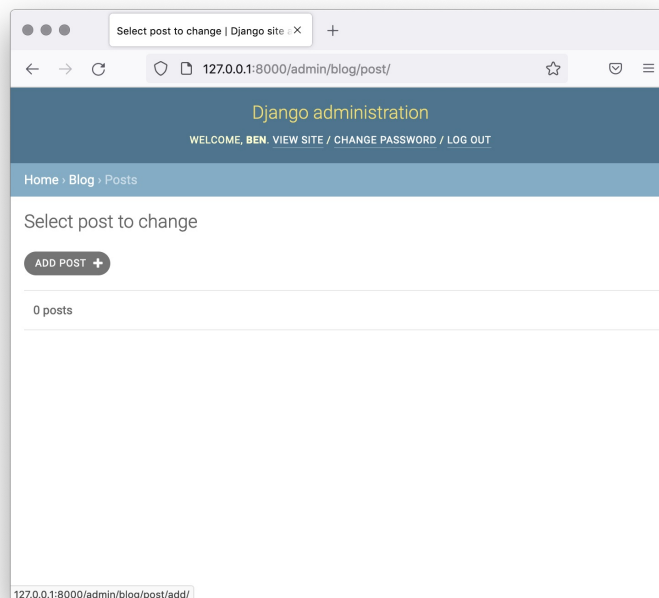 Select post to change | Django site a
127.0.0.1:8000/admin/blog/post/
Django administration
WELCOME, BEN. VIEW SITE / CHANGE PASSWORD / LOG OUT
Home › Blog › Posts
Select post to change
ADD POST +
0 posts
127.0.0.1:8000/admin/blog/post/add/